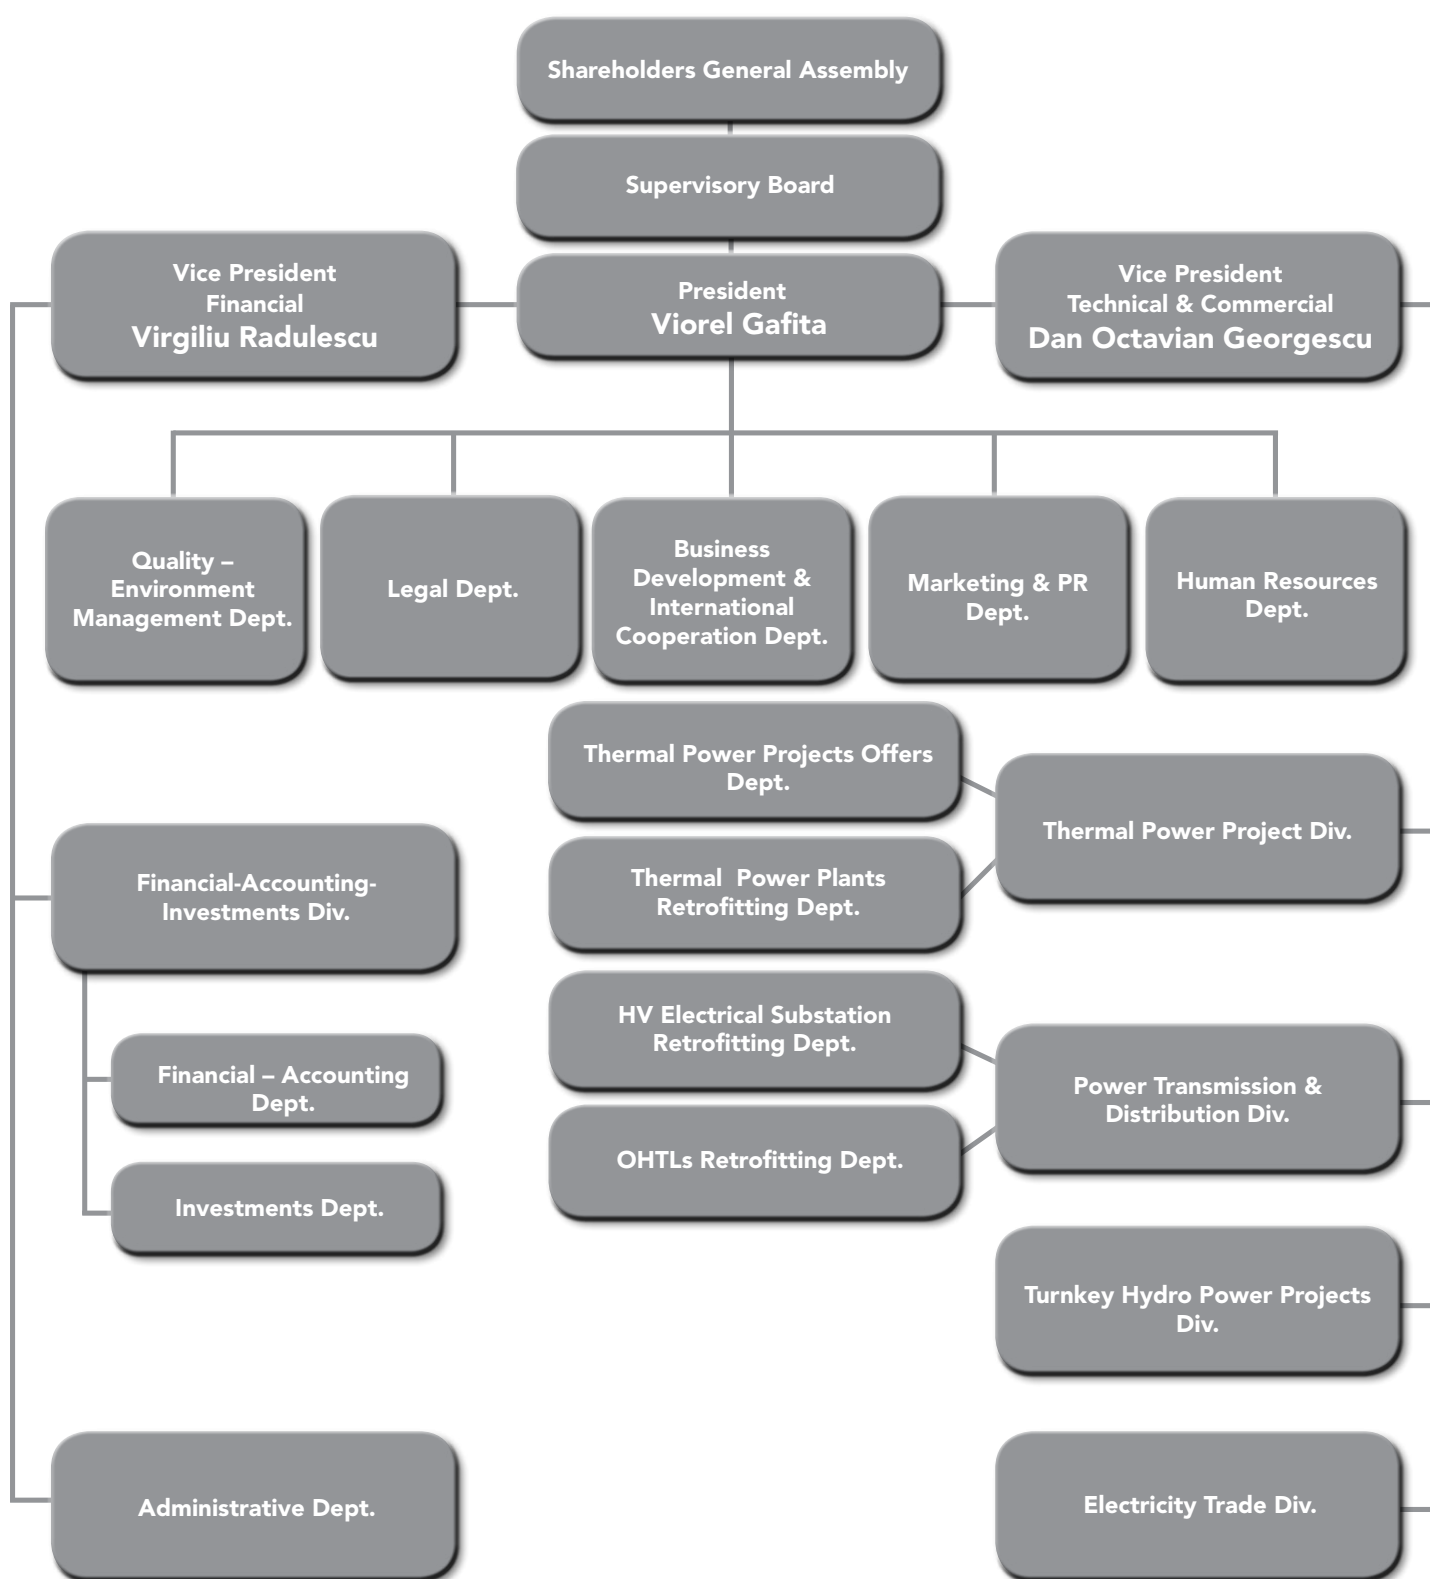 Shareholders General Assembly
Supervisory Board
Vice President
Financial
Virgiliu Radulescu
President
Viorel Gafita
Vice President
Technical & Commercial
Dan Octavian Georgescu
Quality –
Environment
Management Dept.
Legal Dept.
Business
Development &
International
Cooperation Dept.
Marketing & PR
Dept.
Human Resources
Dept.
Thermal Power Projects Offers
Dept.
Thermal Power Project Div.
Thermal  Power Plants
Retrofitting Dept.
Financial-Accounting-
Investments Div.
HV Electrical Substation
Retrofitting Dept.
Power Transmission &
Distribution Div.
Financial – Accounting
Dept.
OHTLs Retrofitting Dept.
Investments Dept.
Turnkey Hydro Power Projects
Div.
Administrative Dept.
Electricity Trade Div.